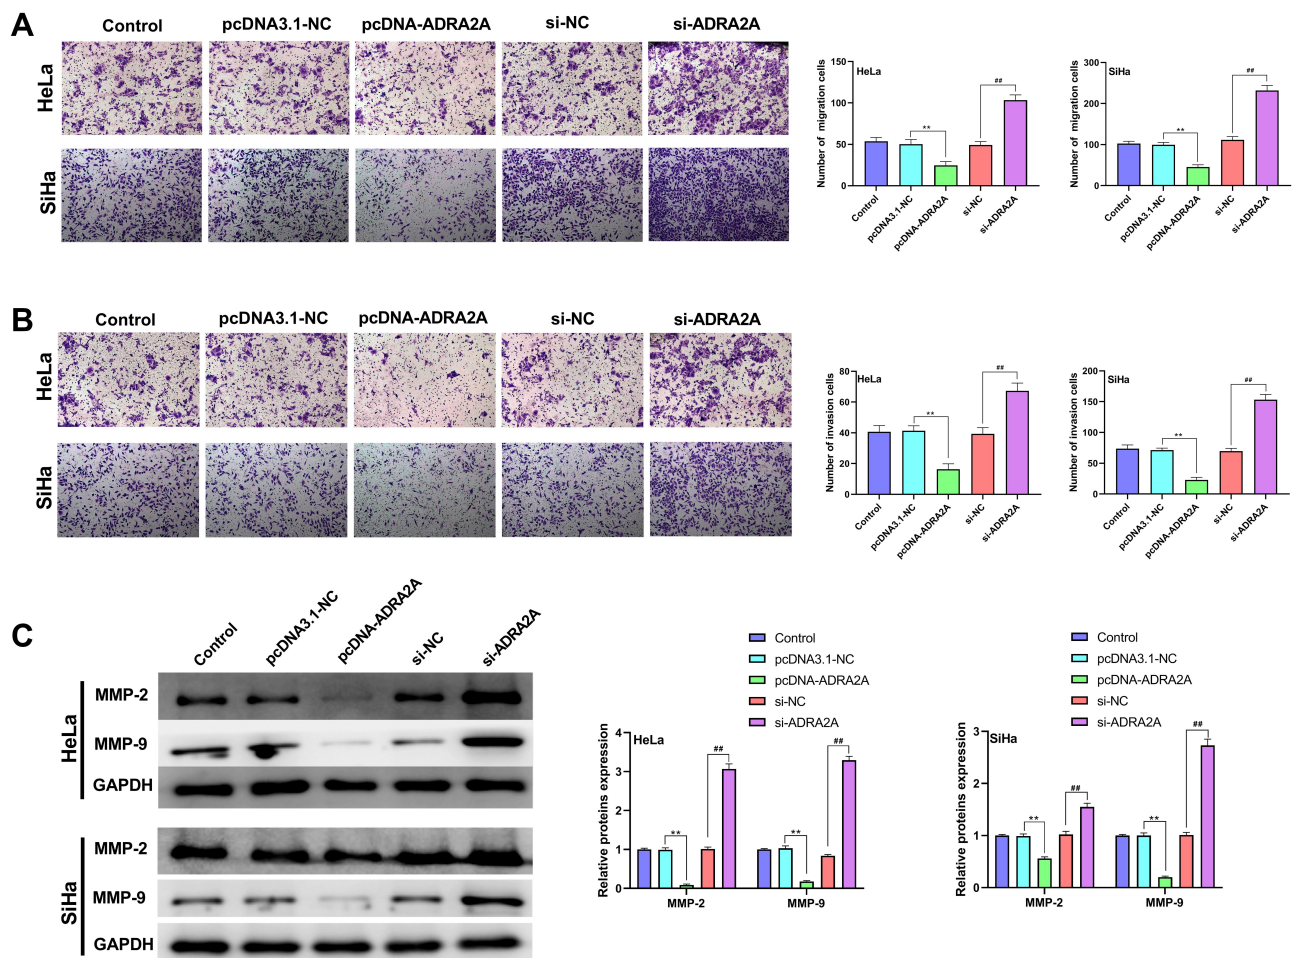 A
Control
pcDNA3.1-NC
pcDNA-ADRA2A
si-NC
si-ADRA2A
HeLa
SiHa
HeLa
Number of migration cells
150
100
50
0
**
##
Control
pcDNA3.1-NC
pcDNA-ADRA2A
si-NC
si-ADRA2A
SiHa
Number of migration cells
300
200
100
0
**
##
Control
pcDNA3.1-NC
pcDNA-ADRA2A
si-NC
si-ADRA2A
B
Control
pcDNA3.1-NC
pcDNA-ADRA2A
si-NC
si-ADRA2A
HeLa
SiHa
HeLa
Number of invasion cells
80
60
40
20
0
**
##
Control
pcDNA3.1-NC
pcDNA-ADRA2A
si-NC
si-ADRA2A
SiHa
Number of invasion cells
200
150
100
50
0
**
##
Control
pcDNA3.1-NC
pcDNA-ADRA2A
si-NC
si-ADRA2A
C
Control
pcDNA3.1-NC
pcDNA-ADRA2A
si-NC
si-ADRA2A
HeLa
MMP-2
MMP-9
GAPDH
SiHa
MMP-2
MMP-9
GAPDH
Control
pcDNA3.1-NC
pcDNA-ADRA2A
si-NC
si-ADRA2A
HeLa
Relative proteins expression
4
3
2
1
0
**
##
**
##
MMP-2
MMP-9
Control
pcDNA3.1-NC
pcDNA-ADRA2A
si-NC
si-ADRA2A
SiHa
Relative proteins expression
3
2
1
0
**
##
**
##
MMP-2
MMP-9